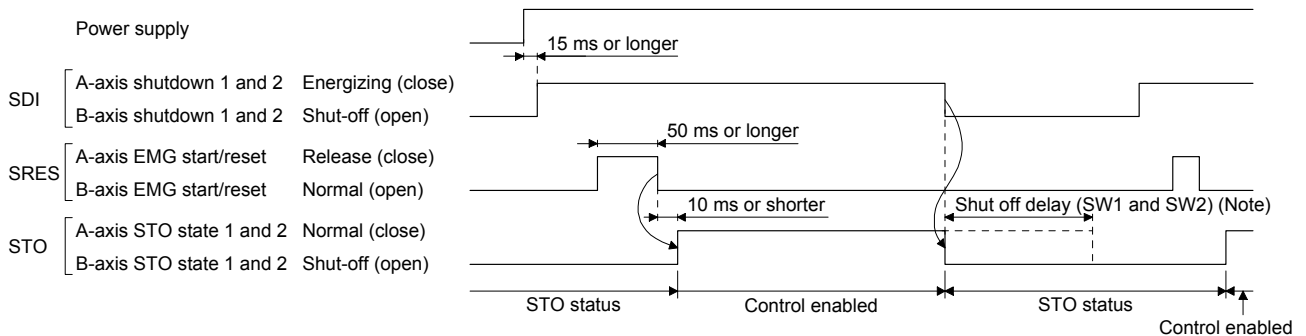 Power supply
15 ms or longer
SDI
A-axis shutdown 1 and 2 Energizing (close)
B-axis shutdown 1 and 2 Shut-off (open)
50 ms or longer
SRES
A-axis EMG start/reset Release (close)
B-axis EMG start/reset Normal (open)
10 ms or shorter
Shut off delay (SW1 and SW2) (Note)
STO
A-axis STO state 1 and 2 Normal (close)
B-axis STO state 1 and 2 Shut-off (open)
STO status
Control enabled
STO status
Control enabled